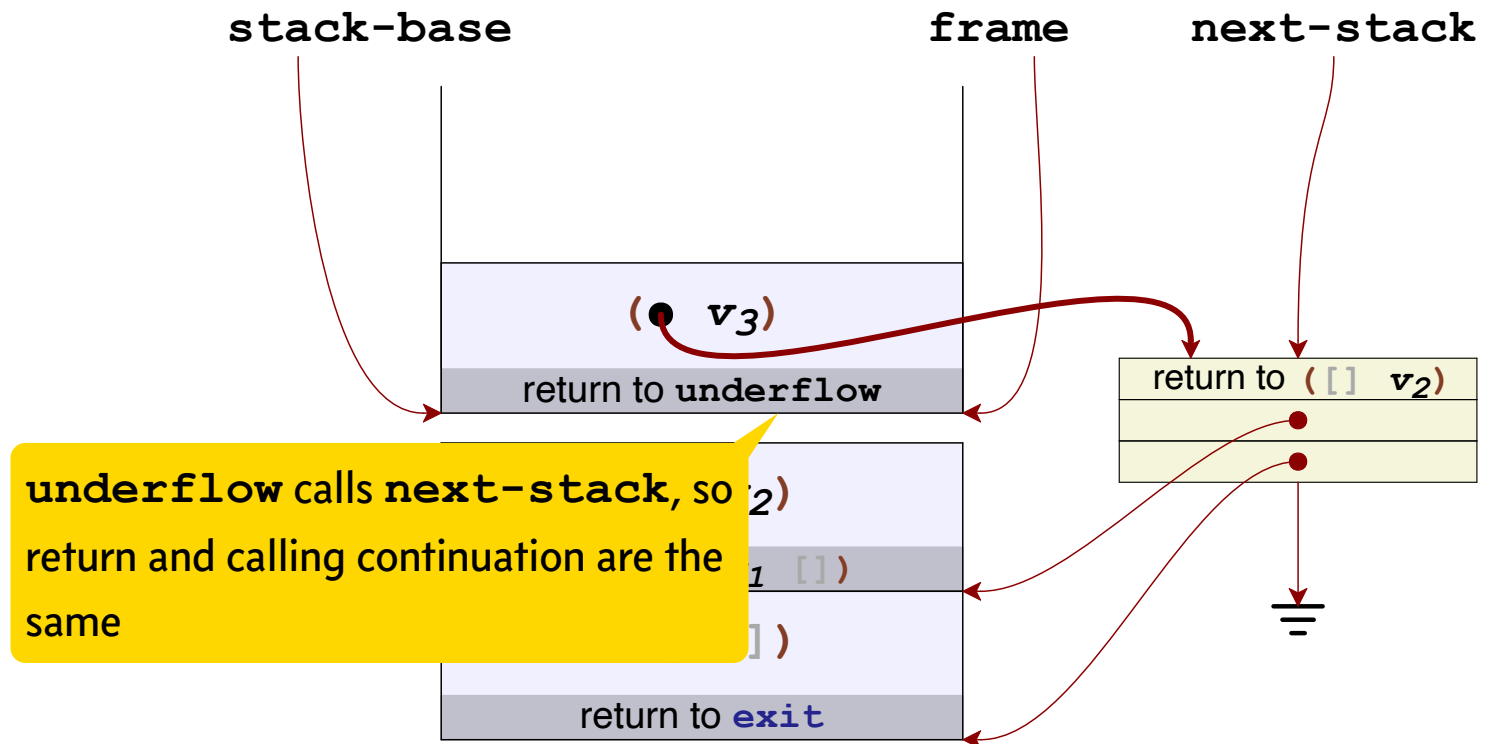 stack-base frame next-stack
(● v3)
return to underflow
return to ([] v2)
underflow calls next-stack, so
return and calling continuation are the
same
2)
1 [])
])
return to exit